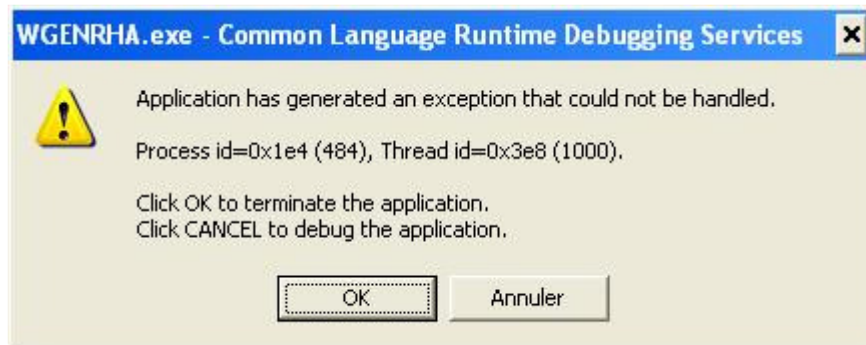 WGENRHA.exe - Common Language Runtime Debugging Services
Application has generated an exception that could not be handled.
Process id=0x1e4 (484), Thread id=0x3e8 (1000).
Click OK to terminate the application.
Click CANCEL to debug the application.
OK Annuler